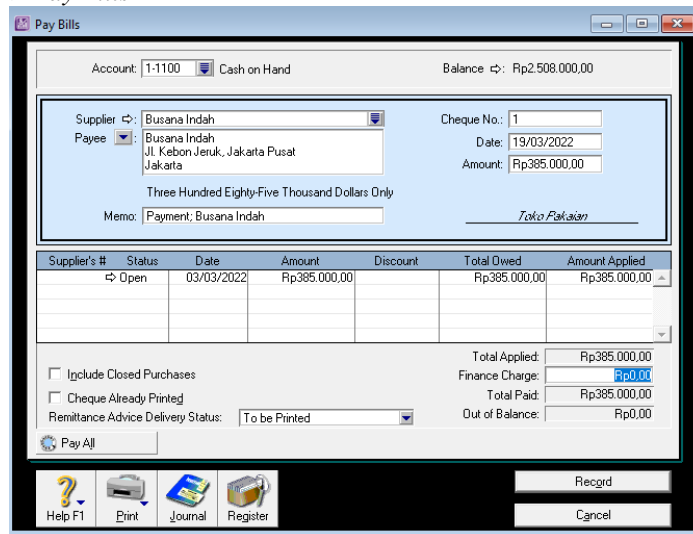 Pay Bills
Account: 1-1100 Cash on Hand Balance ⇨: Rp2.508.000,00
Supplier ⇨: Busana Indah Cheque No.: 1
Payee : Busana Indah Date: 19/03/2022
Jl. Kebon Jeruk, Jakarta Pusat
Jakarta Amount: Rp385.000,00
Three Hundred Eighty-Five Thousand Dollars Only
Memo: Payment; Busana Indah Toko Pakaian
Supplier's # Status Date Amount Discount Total Owed Amount Applied
⇨ Open 03/03/2022 Rp385.000,00 Rp385.000,00 Rp385.000,00
Total Applied: Rp385.000,00
Include Closed Purchases Finance Charge: Rp0,00
Cheque Already Printed Total Paid: Rp385.000,00
Remittance Advice Delivery Status: To be Printed Out of Balance: Rp0,00
Pay All
Help F1 Print Journal Register
Record
Cancel